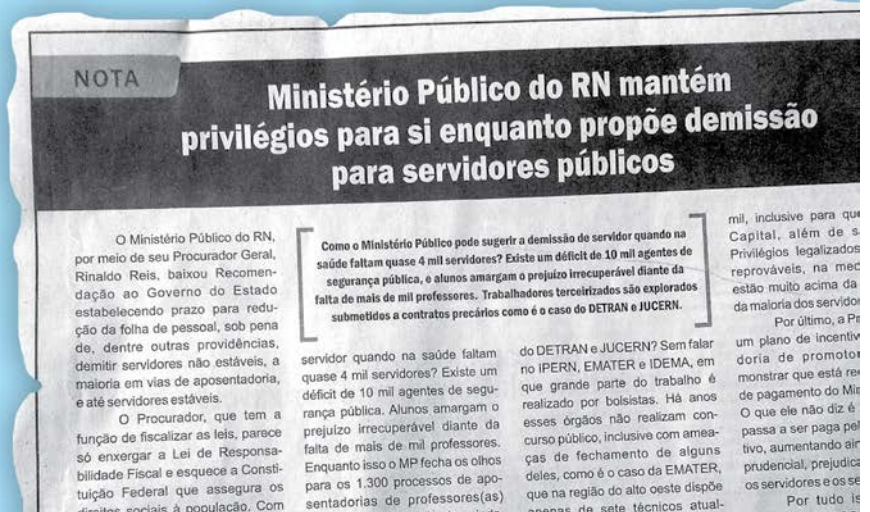 NOTA
Ministério Público do RN mantém
privilégios para si enquanto propõe demissão
para servidores públicos
O Ministério Público do RN,
por meio de seu Procurador Geral,
Rinaldo Reis, baixou Recomen-
dação ao Governo do Estado
estabelecendo prazo para redu-
ção da folha de pessoal, sob pena
de, dentre outras providências,
demitir servidores não estáveis, a
maioria em vias de aposentadoria,
e até servidores estáveis.
O Procurador, que tem a
função de fiscalizar as leis, parece
só enxergar a Lei de Responsa-
bilidade Fiscal e esquece a Consti-
tuição Federal que assegura os
direitos sociais à população. Com
Como o Ministério Público pode sugerir a demissão de servidor quando na
saúde faltam quase 4 mil servidores? Existe um déficit de 10 mil agentes de
segurança pública, e alunos amargam o prejuízo irrecuperável diante da
falta de mais de mil professores. Trabalhadores terceirizados são explorados
submetidos a contratos precários como é o caso do DETRAN e JUCERN.
servidor quando na saúde faltam
quase 4 mil servidores? Existe um
déficit de 10 mil agentes de segu-
rança pública. Alunos amargam o
prejuízo irrecuperável diante da
falta de mais de mil professores.
Enquanto isso o MP fecha os olhos
para os 1.300 processos de apo-
sentadorias de professores(as)
do DETRAN e JUCERN? Sem falar
no IPERN, EMATER e IDEMA, em
que grande parte do trabalho é
realizado por bolsistas. Há anos
esses órgãos não realizam con-
curso público, inclusive com amea-
ças de fechamento de alguns
deles, como é o caso da EMATER,
que na região do alto oeste dispõe
apenas de sete técnicos atual-
mil, inclusive para
Capital, além de
Privilégios legalizados
reprováveis, na
estão muito acima da
da maioria dos
Por último, a
um plano de
doria de
monstrar que está
de pagamento do
O que ele não diz é
passa a ser paga
tivo, aumentando
prudencial,
os servidores e os
Por tudo